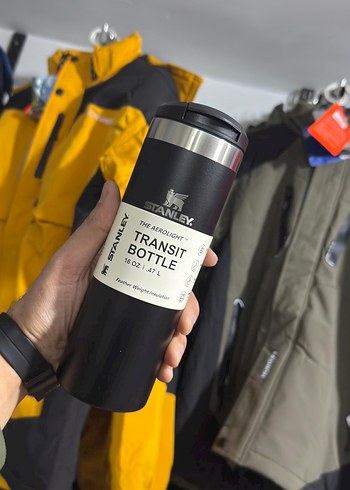 STANLEY.
THE AEROLIGHT™
TRANSIT
BOTTLE
16 OZ | .47 L
Feather Weight Insulation
STANLEY